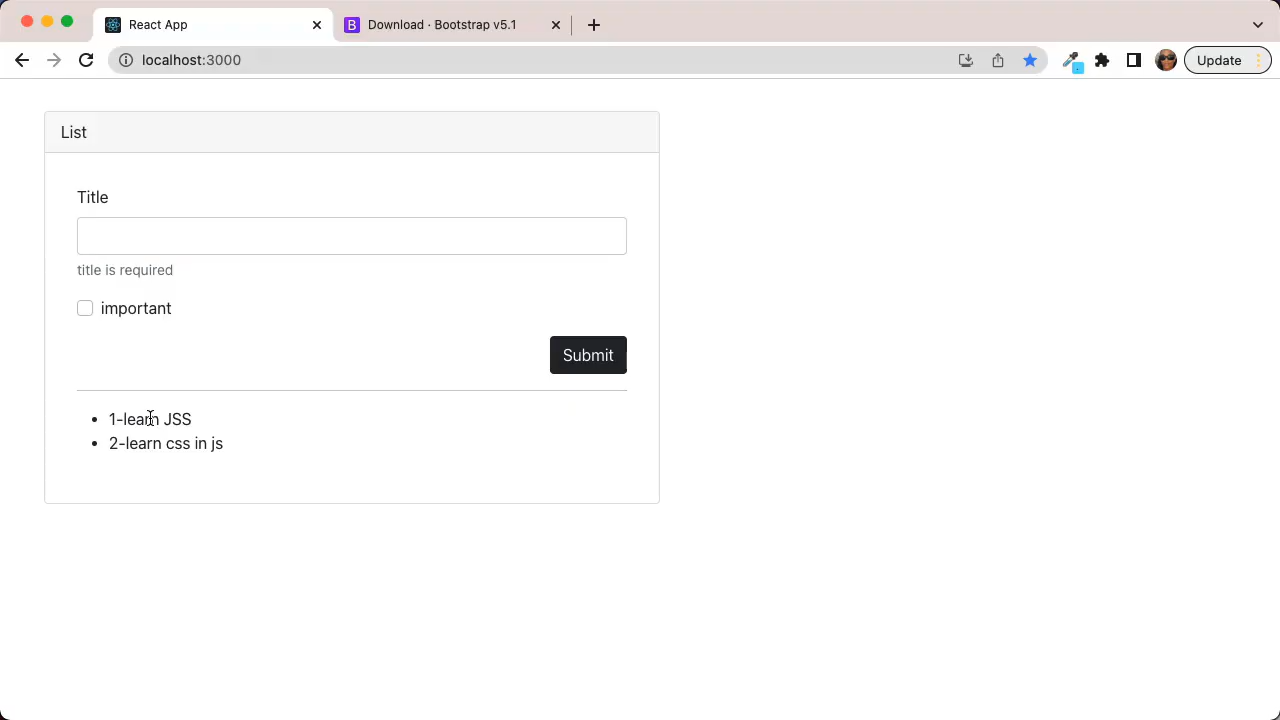 React App
B Download · Bootstrap v5.1
localhost:3000
Update
List
Title
title is required
important
Submit
1-learn JSS
2-learn css in js